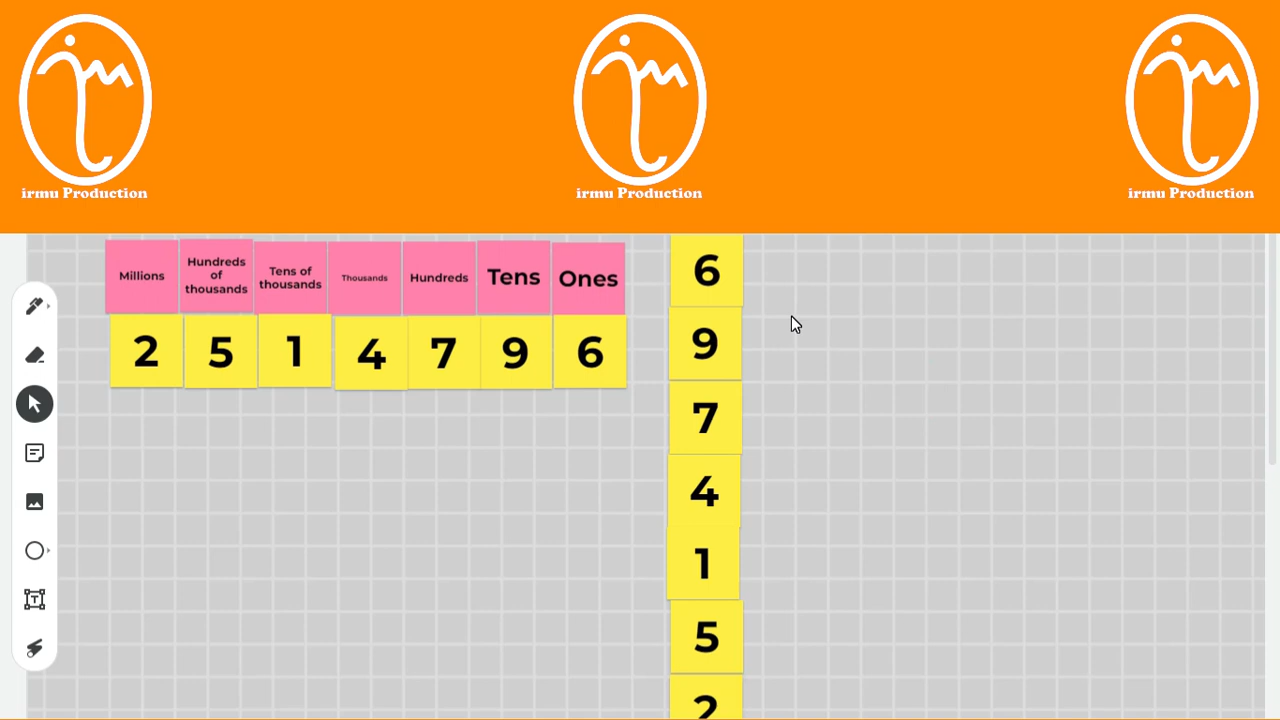 irmu Production
irmu Production
irmu Production
Millions
Hundreds
of
thousands
Tens of
thousands
Thousands
Hundreds
Tens
Ones
2
5
1
4
7
9
6
6
9
7
4
1
5
2
T